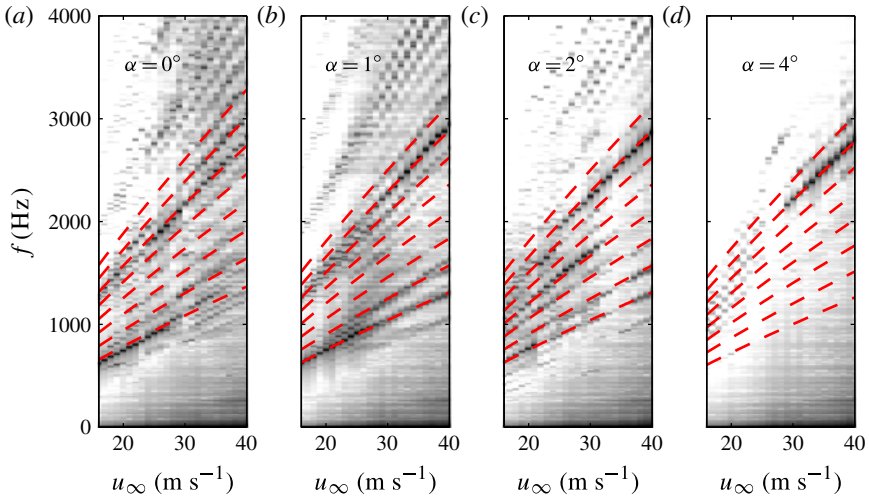 (a) (b) (c) (d)
4000
α = 0° α = 1° α = 2° α = 4°
3000
f (Hz)
2000
1000
0
20 30 40 20 30 40 20 30 40 20 30 40
u∞ (m s−1) u∞ (m s−1) u∞ (m s−1) u∞ (m s−1)